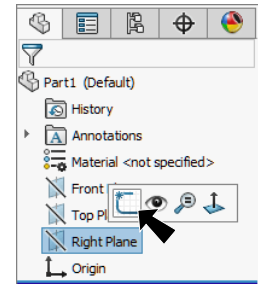 Part1 (Default)
History
A Annotations
Material <not specified>
Front
Top Pl
Right Plane
Origin